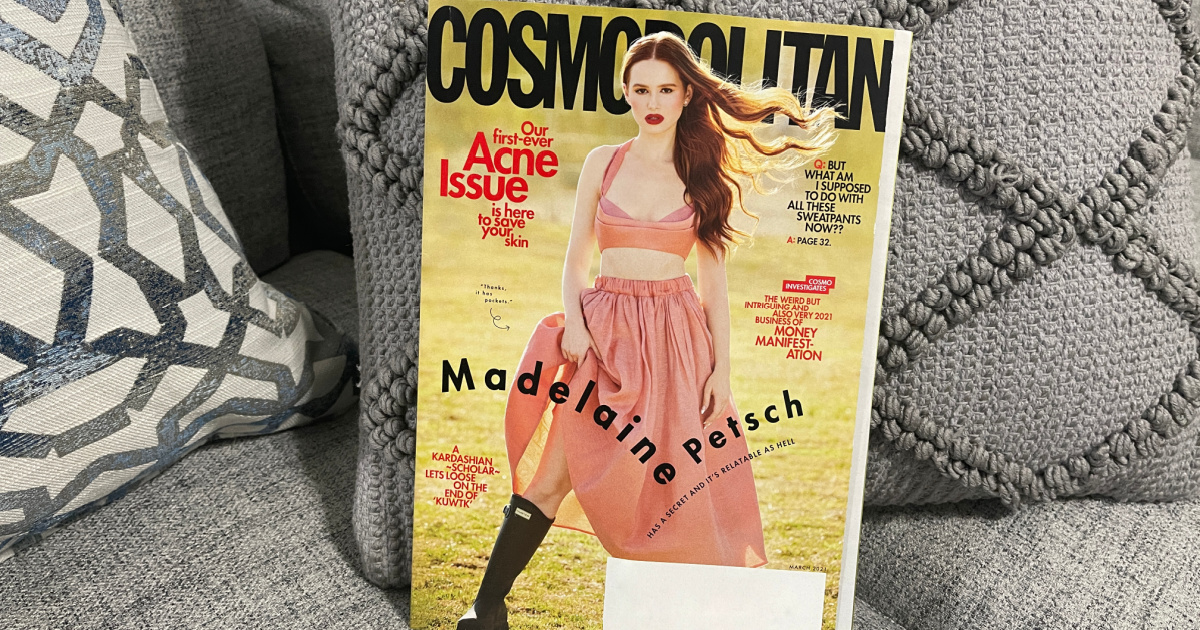 COSMOPOLITAN
Our
first-ever
Acne
Issue
is here
to save
your
skin
Q: BUT
WHAT AM
I SUPPOSED
TO DO WITH
ALL THESE
SWEATPANTS
NOW??
A: PAGE 32.
"Thanks,
it has
pockets."
COSMO
INVESTIGATES
THE WEIRD BUT
INTRIGUING AND
ALSO VERY 2021
BUSINESS OF
MONEY
MANIFEST-
ATION
Madelaine Petsch
HAS A SECRET AND IT'S RELATABLE AS HELL
A
KARDASHIAN
~SCHOLAR~
LETS LOOSE
ON THE
END OF
'KUWTK'
MARCH 2021